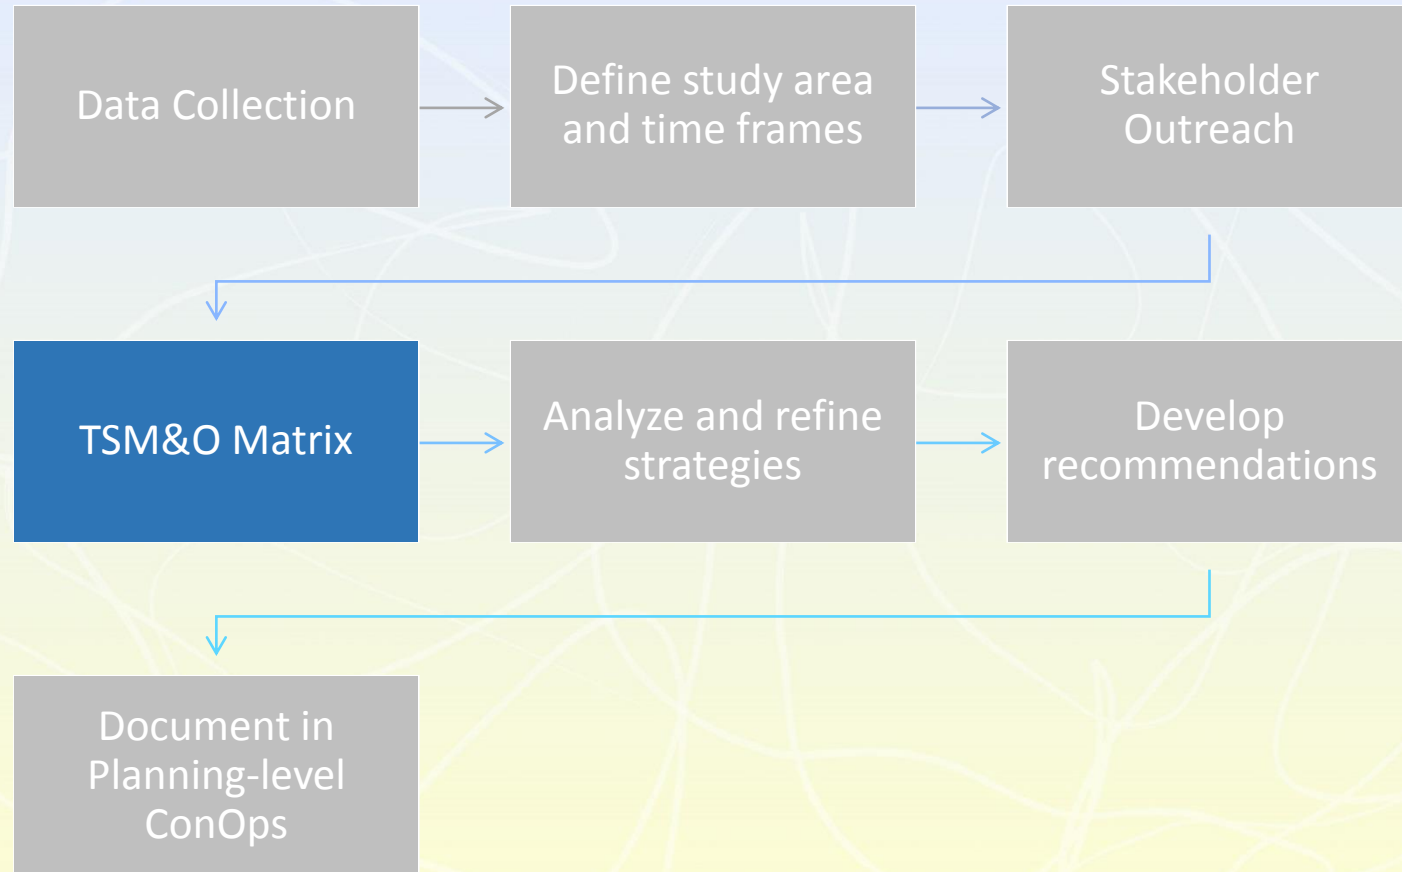 Data Collection
Define study area
and time frames
Stakeholder
Outreach
TSM&O Matrix
Analyze and refine
strategies
Develop
recommendations
Document in
Planning-level
ConOps